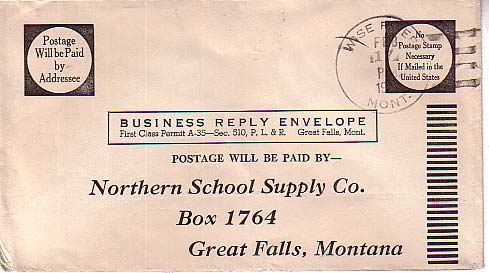 Postage
Will be Paid
by
Addressee
WISE
MONT.
No
Postage Stamp
Necessary
If Mailed in the
United States
BUSINESS REPLY ENVELOPE
First Class Permit A-35—Sec. 510, P. L. & R. Great Falls, Mont.
POSTAGE WILL BE PAID BY—
Northern School Supply Co.
Box 1764
Great Falls, Montana